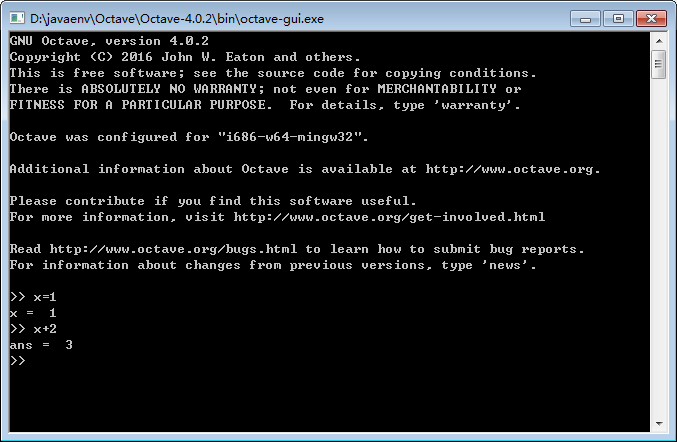 D:\javaenv\Octave\Octave-4.0.2\bin\octave-gui.exe
GNU Octave, version 4.0.2
Copyright (C) 2016 John W. Eaton and others.
This is free software; see the source code for copying conditions.
There is ABSOLUTELY NO WARRANTY; not even for MERCHANTABILITY or
FITNESS FOR A PARTICULAR PURPOSE.  For details, type 'warranty'.
Octave was configured for "i686-w64-mingw32".
Additional information about Octave is available at http://www.octave.org.
Please contribute if you find this software useful.
For more information, visit http://www.octave.org/get-involved.html
Read http://www.octave.org/bugs.html to learn how to submit bug reports.
For information about changes from previous versions, type 'news'.
>> x=1
x =  1
>> x+2
ans =  3
>>